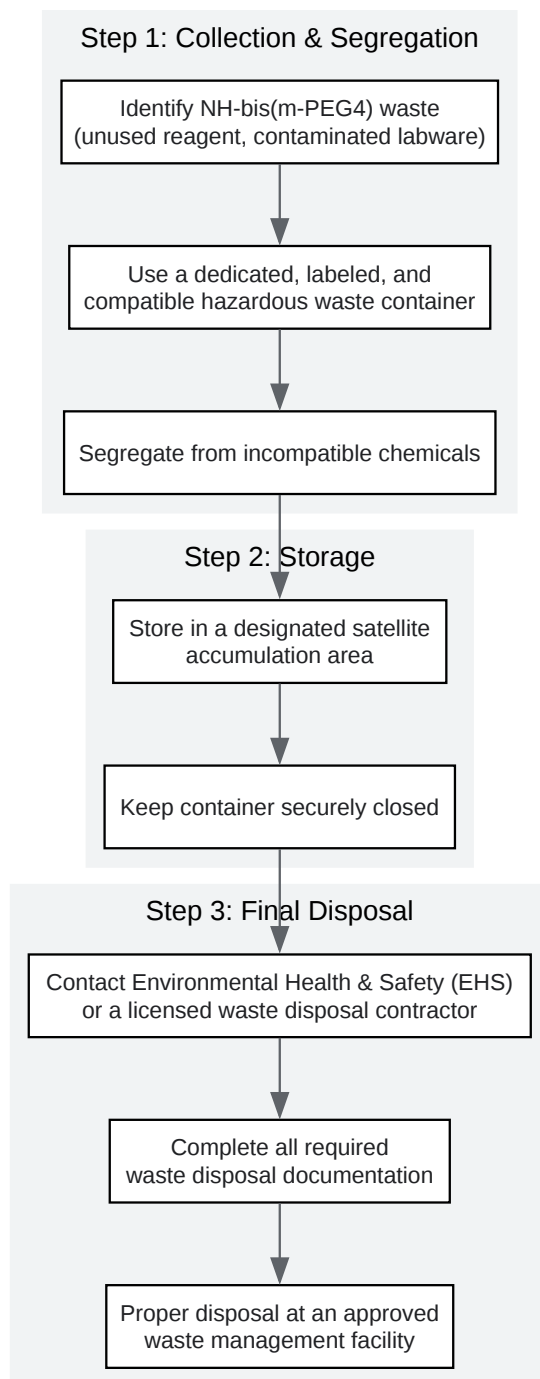 Step 1: Collection & Segregation
Identify NH-bis(m-PEG4) waste
(unused reagent, contaminated labware)
Use a dedicated, labeled, and
compatible hazardous waste container
Segregate from incompatible chemicals
Step 2: Storage
Store in a designated satellite
accumulation area
Keep container securely closed
Step 3: Final Disposal
Contact Environmental Health & Safety (EHS)
or a licensed waste disposal contractor
Complete all required
waste disposal documentation
Proper disposal at an approved
waste management facility